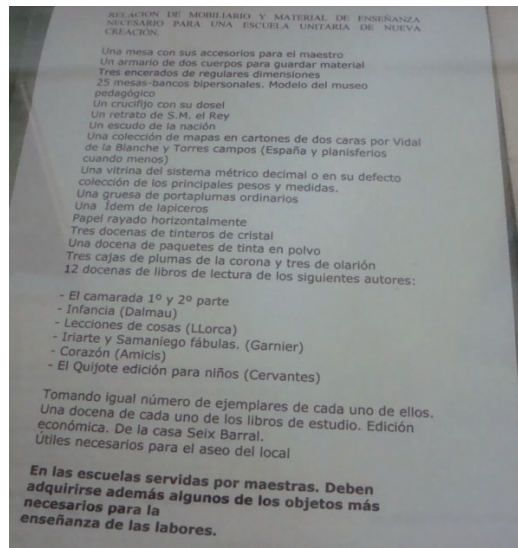 RELACIÓN DE MOBILIARIO Y MATERIAL DE ENSEÑANZA
NECESARIO PARA UNA ESCUELA UNITARIA DE NUEVA
CREACIÓN.
Una mesa con sus accesorios para el maestro
Un armario de dos cuerpos para guardar material
Tres encerados de regulares dimensiones
25 mesas-bancos bipersonales. Modelo del museo
pedagógico
Un crucifijo con su dosel
Un retrato de S.M. el Rey
Un escudo de la nación
Una colección de mapas en cartones de dos caras por Vidal
de la Blanche y Torres campos (España y planisferios
cuando menos)
Una vitrina del sistema métrico decimal o en su defecto
colección de los principales pesos y medidas.
Una gruesa de portaplumas ordinarios
Una Ídem de lapiceros
Papel rayado horizontalmente
Tres docenas de tinteros de cristal
Una docena de paquetes de tinta en polvo
Tres cajas de plumas de la corona y tres de olarión
12 docenas de libros de lectura de los siguientes autores:
- El camarada 1º y 2º parte
- Infancia (Dalmau)
- Lecciones de cosas (LLorca)
- Iriarte y Samaniego fábulas. (Garnier)
- Corazón (Amicis)
- El Quijote edición para niños (Cervantes)
Tomando igual número de ejemplares de cada uno de ellos.
Una docena de cada uno de los libros de estudio. Edición
económica. De la casa Seix Barral.
Útiles necesarios para el aseo del local
En las escuelas servidas por maestras. Deben
adquirirse además algunos de los objetos más
necesarios para la
enseñanza de las labores.